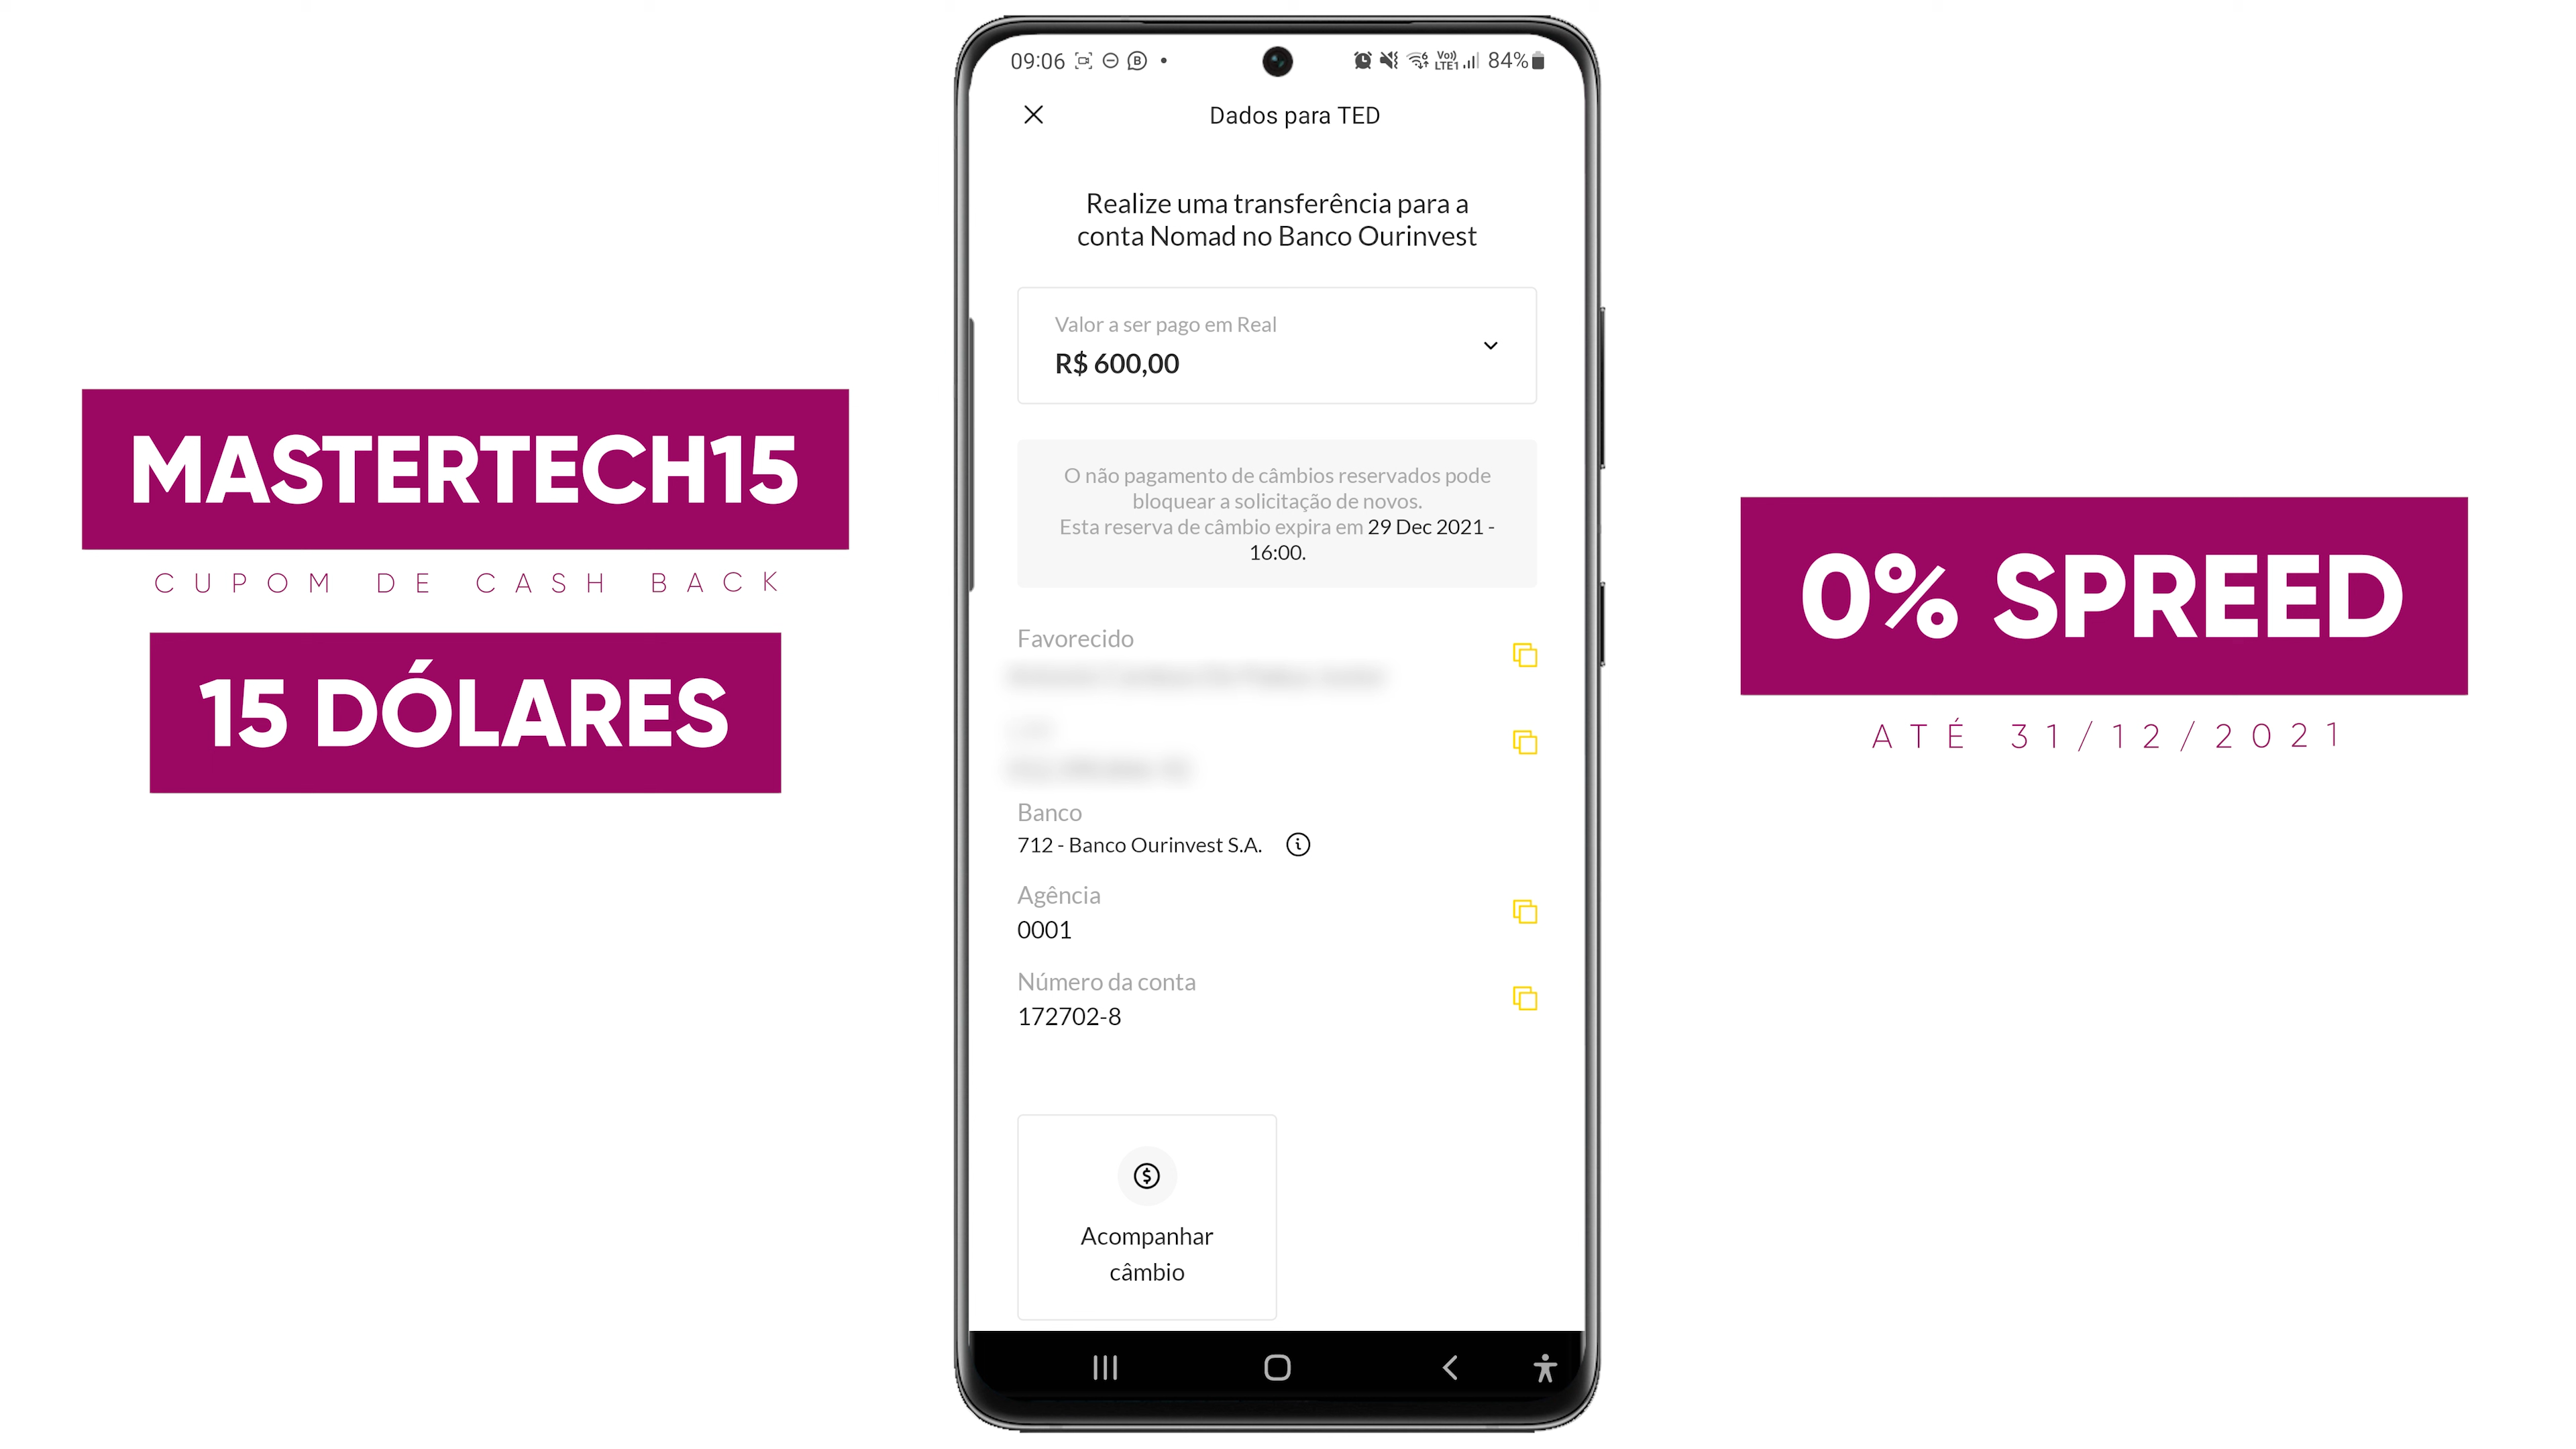 MASTERTECH15
CUPOM DE CASH BACK
15 DÓLARES
09:06
84%
Dados para TED
Realize uma transferência para a
conta Nomad no Banco Ourinvest
Valor a ser pago em Real
R$ 600,00
O não pagamento de câmbios reservados pode
bloquear a solicitação de novos.
Esta reserva de câmbio expira em 29 Dec 2021 -
16:00.
Favorecido
Banco
712 - Banco Ourinvest S.A.
Agência
0001
Número da conta
172702-8
Acompanhar
câmbio
0% SPREED
ATÉ 31/12/2021